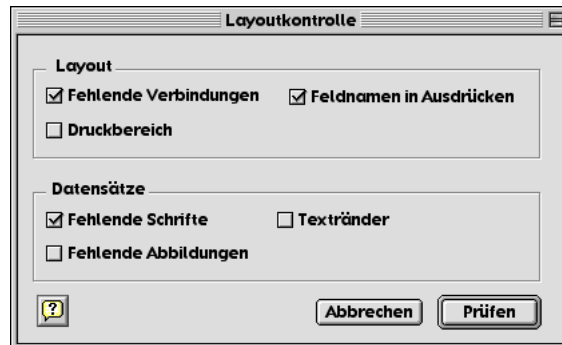 Layoutkontrolle
Layout
Fehlende Verbindungen Feldnamen in Ausdrücken
Druckbereich
Datensätze
Fehlende Schrifte Textränder
Fehlende Abbildungen
? Abbrechen Prüfen